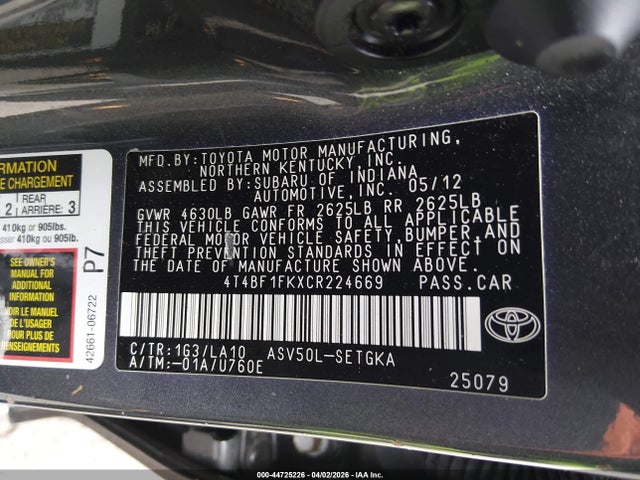 MFD.BY:TOYOTA MOTOR MANUFACTURING,
NORTHERN KENTUCKY,INC.
ASSEMBLED BY:SUBARU OF INDIANA
AUTOMOTIVE,INC. 05/12
GVWR 4630LB GAWR FR 2625LB RR 2625LB
THIS VEHICLE CONFORMS TO ALL APPLICABLE
FEDERAL MOTOR VEHICLE SAFETY,BUMPER,AND
THEFT PREVENTION STANDARDS IN EFFECT ON
THE DATE OF MANUFACTURE SHOWN ABOVE.
4T4BF1FKXCR224669 PASS.CAR
C/TR:1G3/LA10 ASV50L-SETGKA
A/TM:-01A/U760E
25079
TOYOTA
CHARGEMENT
2 REAR
ARRIÈRE: 3
410kg or 905lbs.
410kg ou 905lb.
P7
SEE OWNER'S
MANUAL FOR
ADDITIONAL
INFORMATION
VOIR LE MANUEL
DE L'USAGER
POUR PLUS DE
RENSEIGNEMENTS
42661-06722
000-44725226 - 04/02/2026 - IAA Inc.